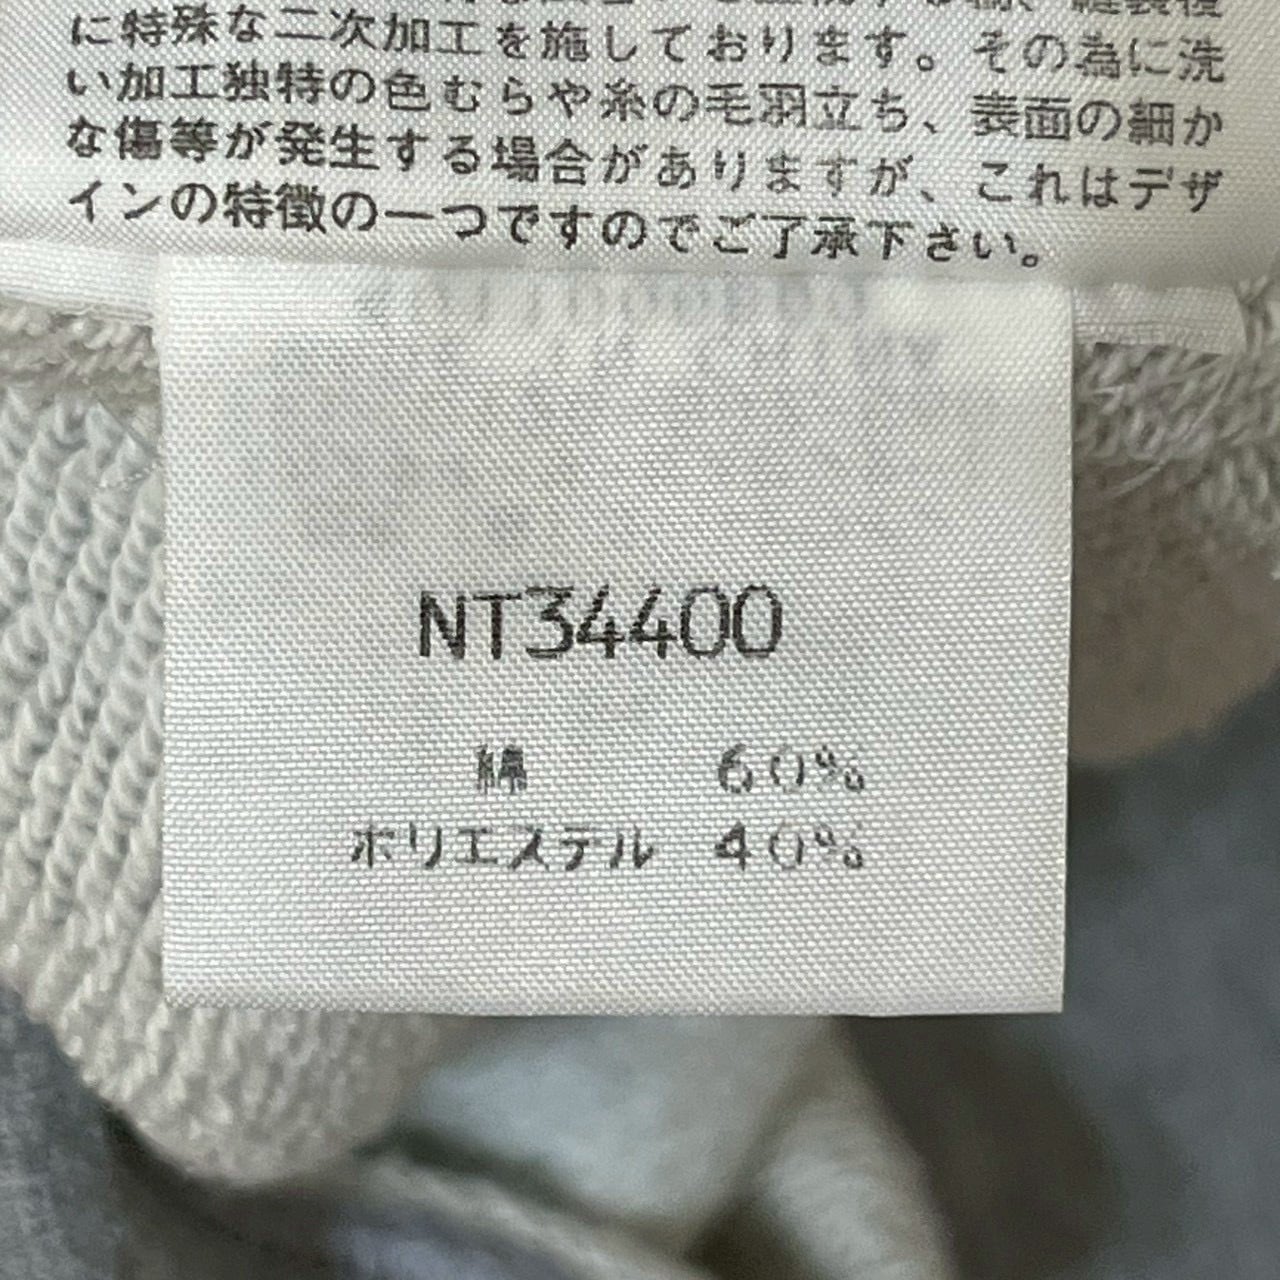 に特殊な二次加工を施しております。その為に洗
い加工独特の色むらや糸の毛羽立ち、表面の細か
な傷等が発生する場合がありますが、これはデザ
インの特徴の一つですのでご了承下さい。
NT34400
綿 60%
ポリエステル 40%